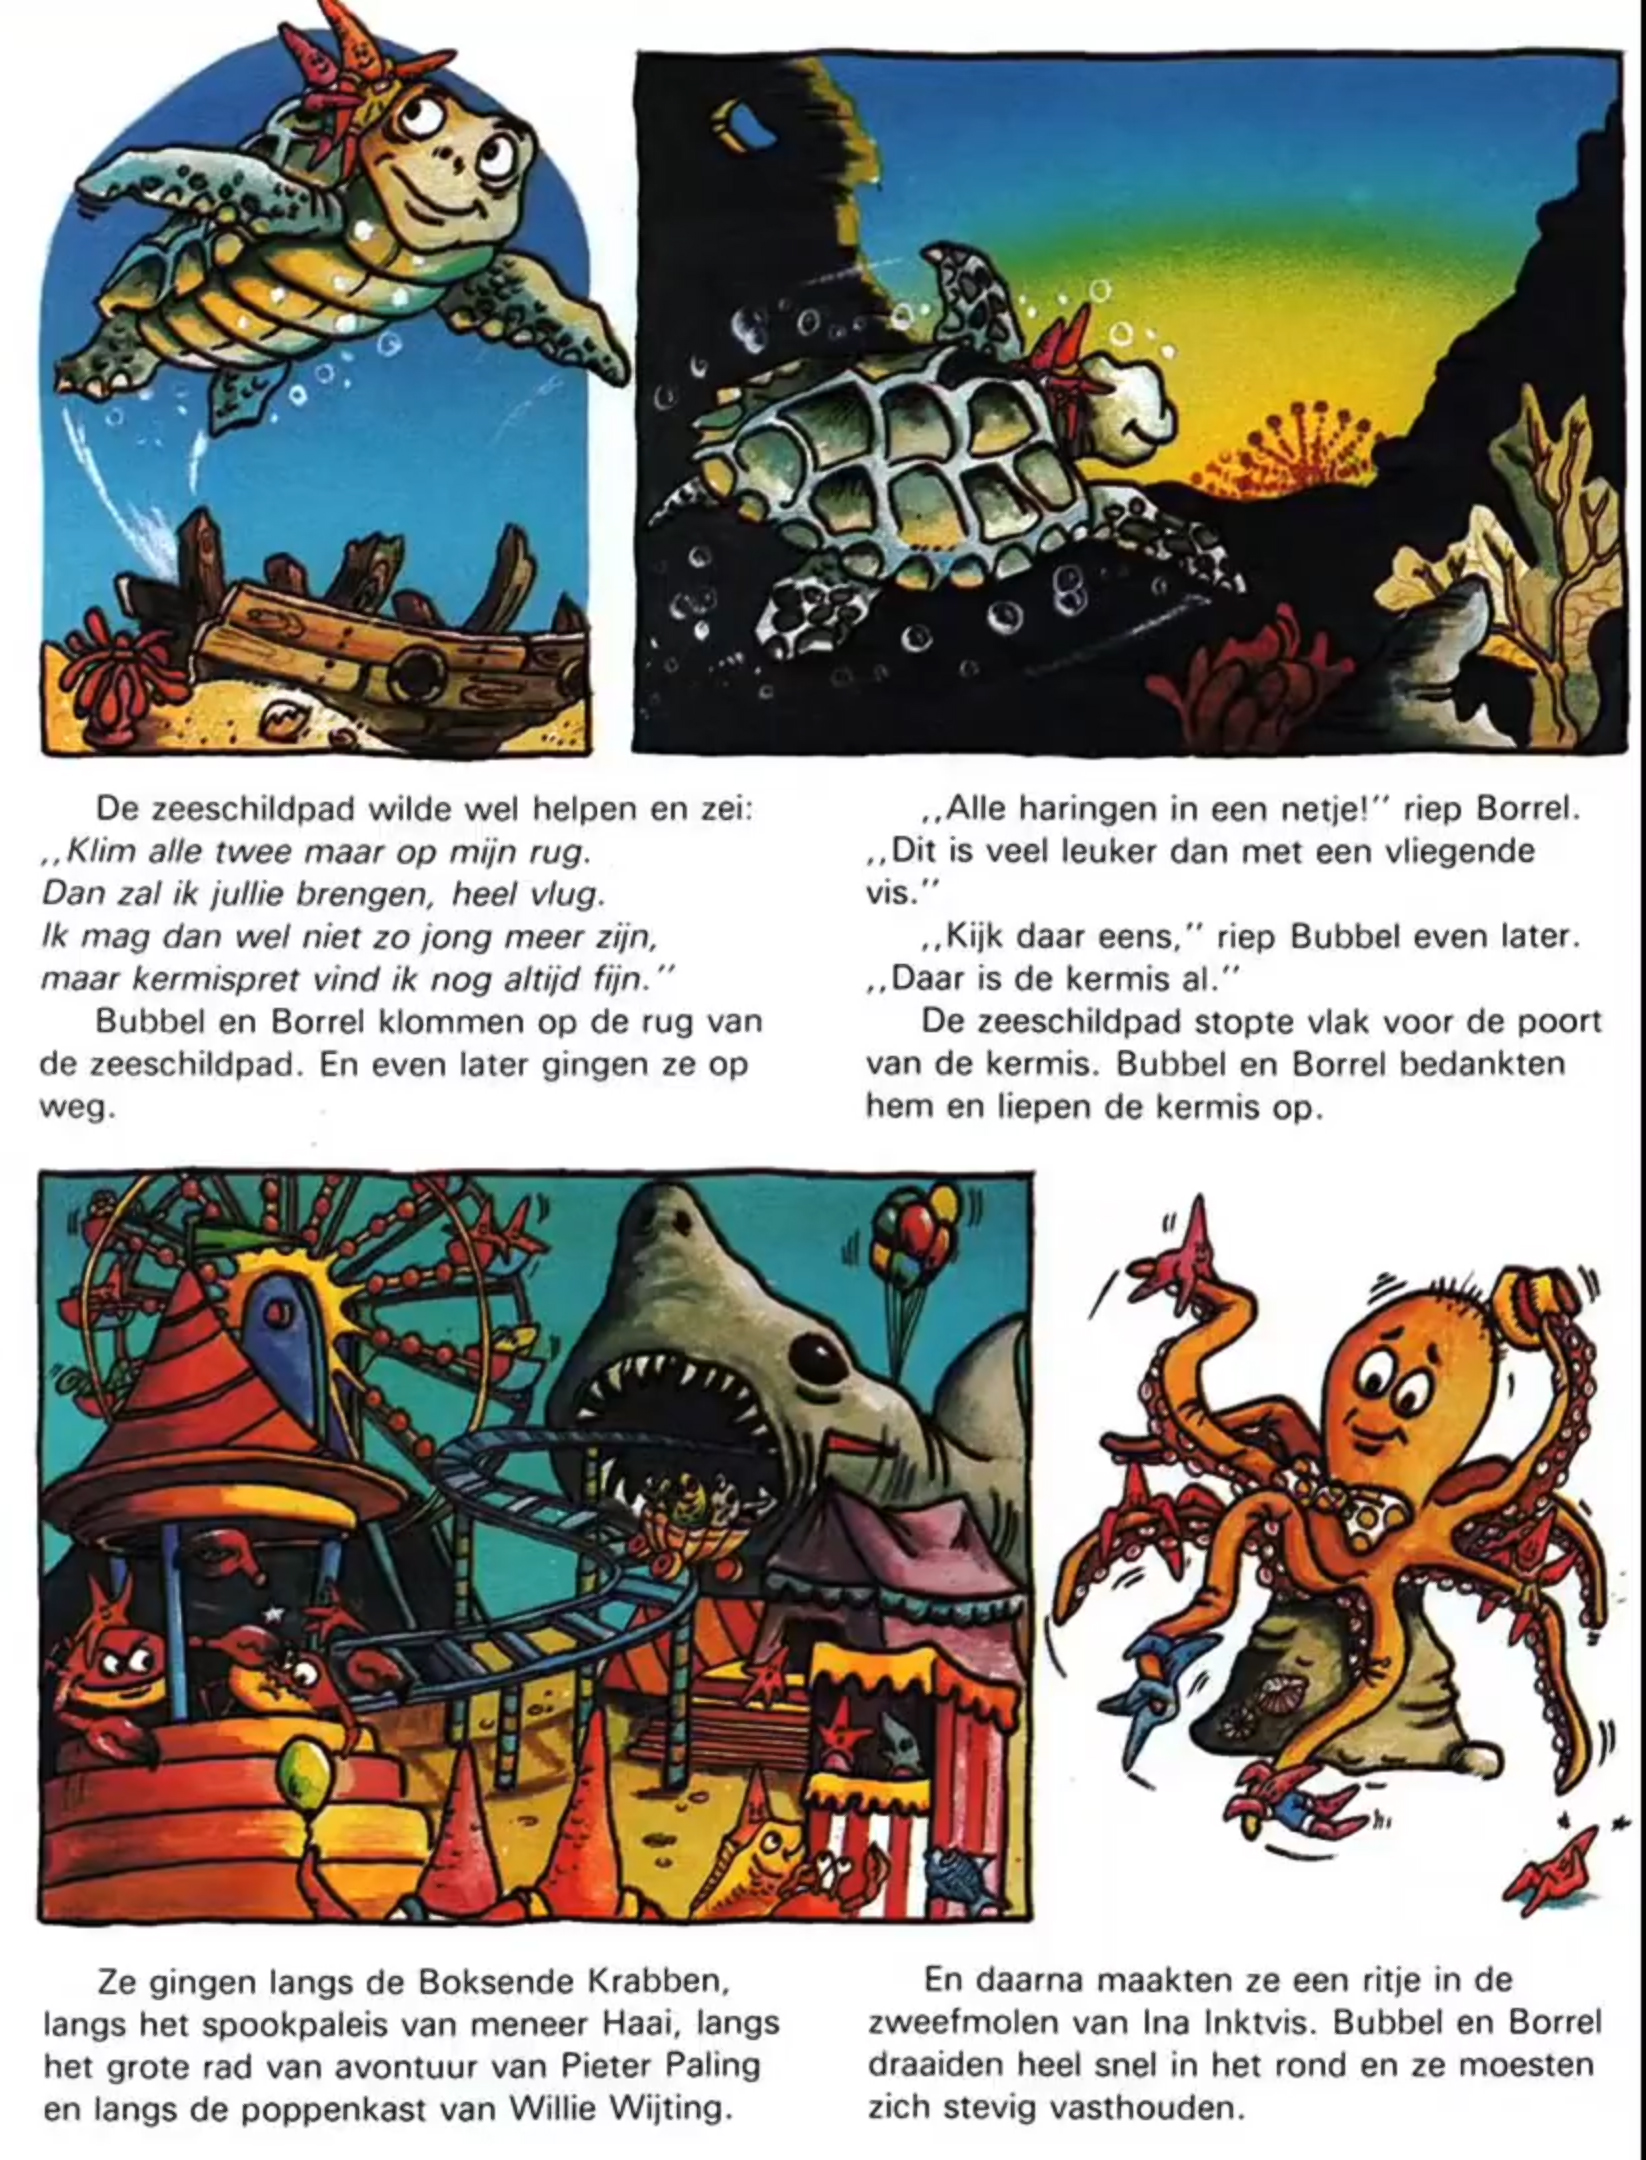 De zeeschildpad wilde wel helpen en zei:
,,Klim alle twee maar op mijn rug.
Dan zal ik jullie brengen, heel vlug.
Ik mag dan wel niet zo jong meer zijn,
maar kermispret vind ik nog altijd fijn.''
Bubbel en Borrel klommen op de rug van
de zeeschildpad. En even later gingen ze op
weg.
,,Alle haringen in een netje!'' riep Borrel.
,,Dit is veel leuker dan met een vliegende
vis.''
,,Kijk daar eens,'' riep Bubbel even later.
,,Daar is de kermis al.''
De zeeschildpad stopte vlak voor de poort
van de kermis. Bubbel en Borrel bedankten
hem en liepen de kermis op.
Ze gingen langs de Boksende Krabben,
langs het spookpaleis van meneer Haai, langs
het grote rad van avontuur van Pieter Paling
en langs de poppenkast van Willie Wijting.
En daarna maakten ze een ritje in de
zweefmolen van Ina Inktvis. Bubbel en Borrel
draaiden heel snel in het rond en ze moesten
zich stevig vasthouden.